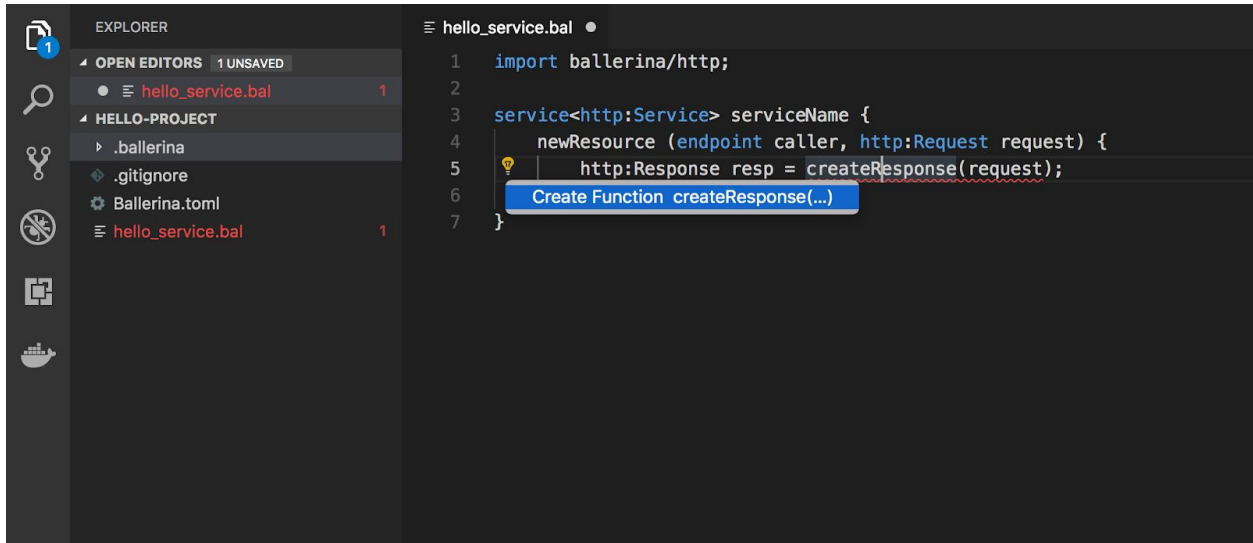 EXPLORER
OPEN EDITORS 1 UNSAVED
hello_service.bal 1
HELLO-PROJECT
.ballerina
.gitignore
Ballerina.toml
hello_service.bal 1
1
hello_service.bal
1 import ballerina/http;
2
3 service<http:Service> serviceName {
4 newResource (endpoint caller, http:Request request) {
5 http:Response resp = createResponse(request);
6 Create Function createResponse(...)
7 }